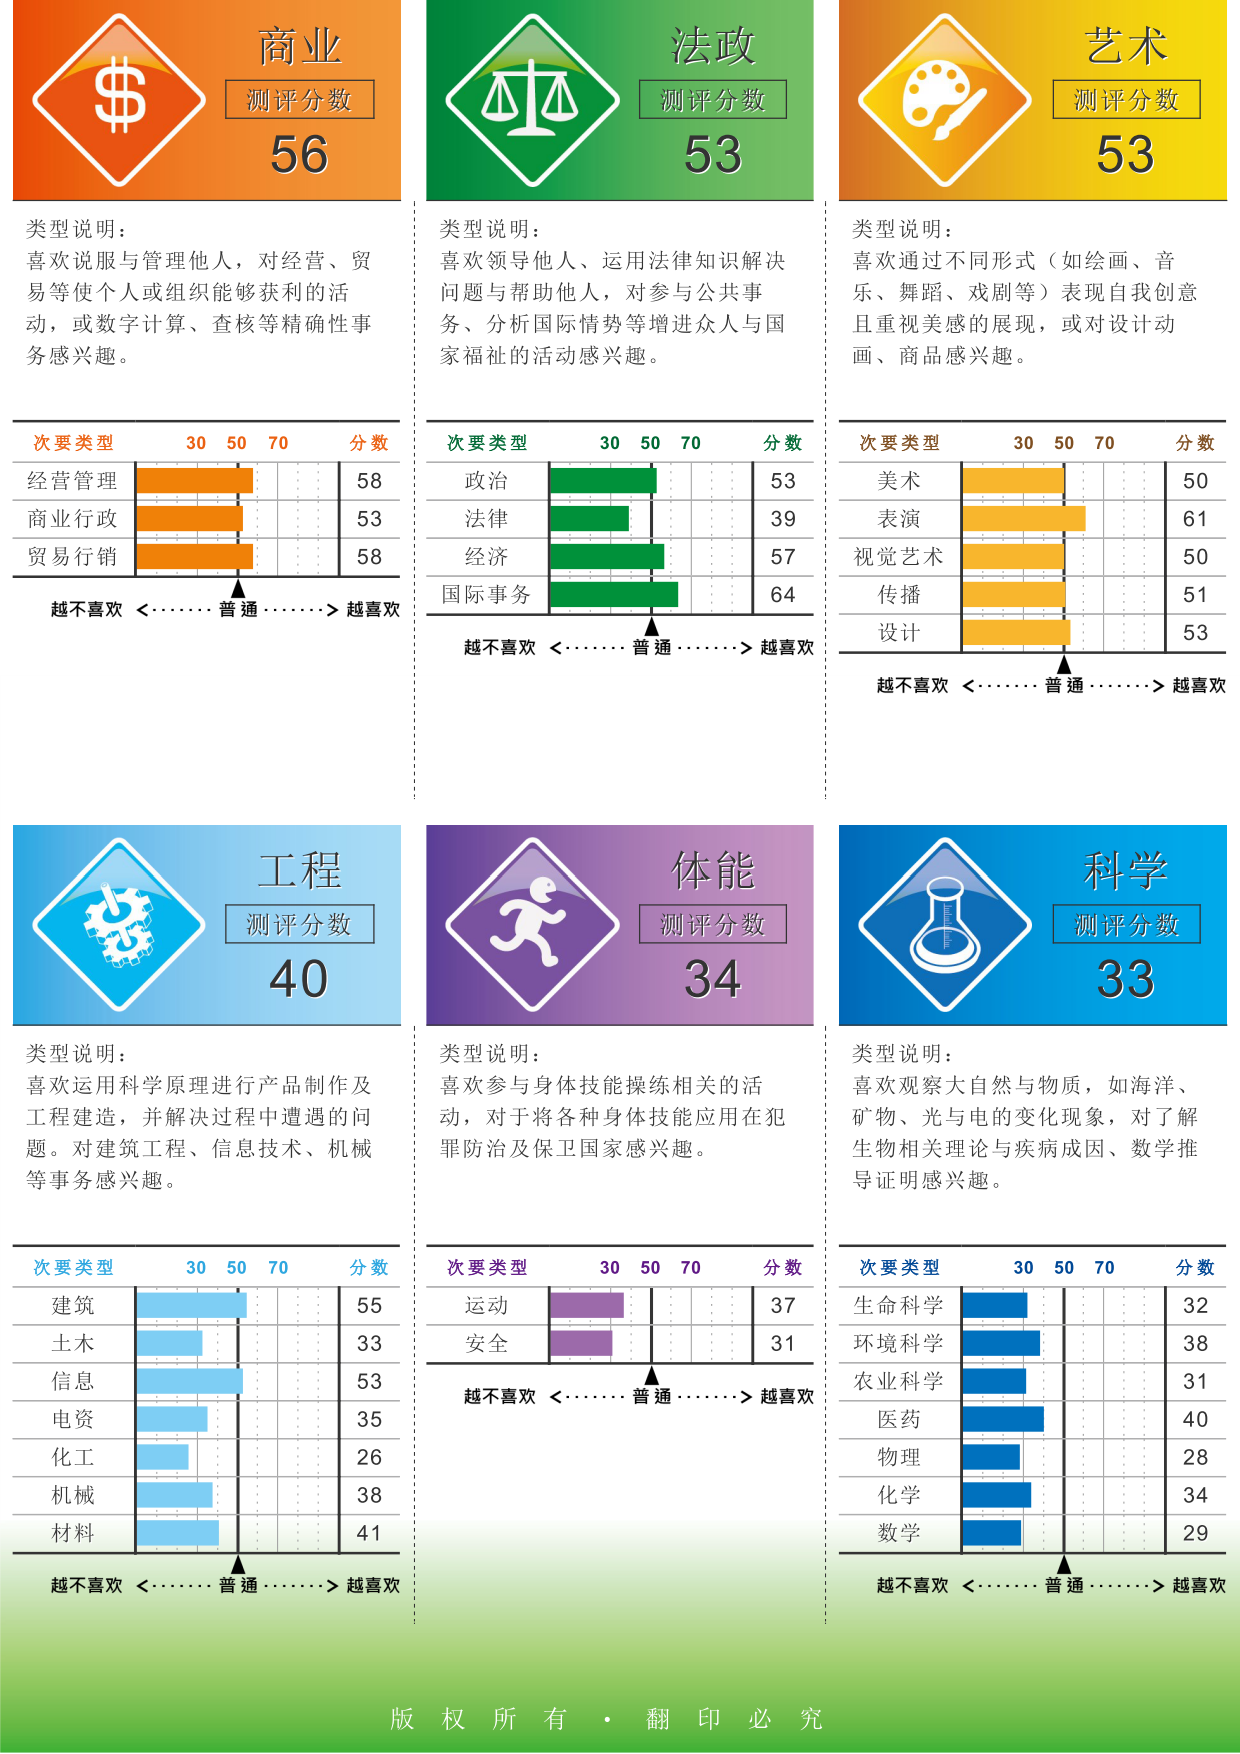 商业
测评分数
56
类型说明：
喜欢说服与管理他人，对经营、贸
易等使个人或组织能够获利的活
动，或数字计算、查核等精确性事
务感兴趣。
次要类型 30 50 70 分数
经营管理 58
商业行政 53
贸易行销 58
越不喜欢 <······· 普通 ·······> 越喜欢
法政
测评分数
53
类型说明：
喜欢领导他人、运用法律知识解决
问题与帮助他人，对参与公共事
务、分析国际情势等增进众人与国
家福祉的活动感兴趣。
次要类型 30 50 70 分数
政治 53
法律 39
经济 57
国际事务 64
越不喜欢 <······· 普通 ·······> 越喜欢
艺术
测评分数
53
类型说明：
喜欢通过不同形式（如绘画、音
乐、舞蹈、戏剧等）表现自我创意
且重视美感的展现，或对设计动
画、商品感兴趣。
次要类型 30 50 70 分数
美术 50
表演 61
视觉艺术 50
传播 51
设计 53
越不喜欢 <······· 普通 ·······> 越喜欢
工程
测评分数
40
类型说明：
喜欢运用科学原理进行产品制作及
工程建造，并解决过程中遭遇的问
题。对建筑工程、信息技术、机械
等事务感兴趣。
次要类型 30 50 70 分数
建筑 55
土木 33
信息 53
电资 35
化工 26
机械 38
材料 41
越不喜欢 <······· 普通 ·······> 越喜欢
体能
测评分数
34
类型说明：
喜欢参与身体技能操练相关的活
动，对于将各种身体技能应用在犯
罪防治及保卫国家感兴趣。
次要类型 30 50 70 分数
运动 37
安全 31
越不喜欢 <······· 普通 ·······> 越喜欢
科学
测评分数
33
类型说明：
喜欢观察大自然与物质，如海洋、
矿物、光与电的变化现象，对了解
生物相关理论与疾病成因、数学推
导证明感兴趣。
次要类型 30 50 70 分数
生命科学 32
环境科学 38
农业科学 31
医药 40
物理 28
化学 34
数学 29
越不喜欢 <······· 普通 ·······> 越喜欢
版权所有·翻印必究